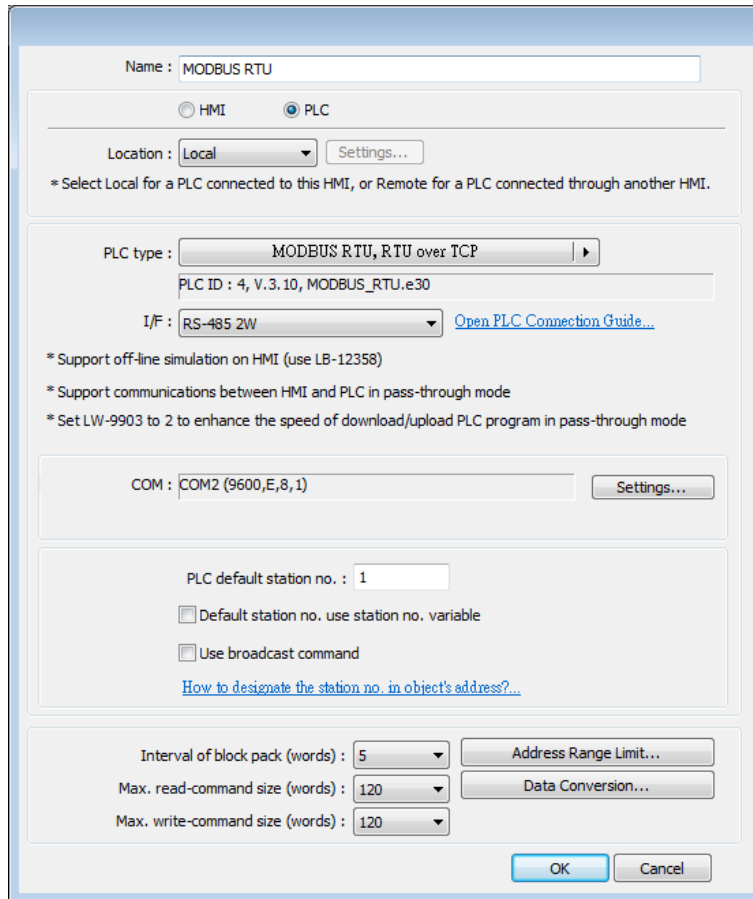 Name : MODBUS RTU
HMI PLC
Location : Local Settings...
* Select Local for a PLC connected to this HMI, or Remote for a PLC connected through another HMI.
PLC type : MODBUS RTU, RTU over TCP
PLC ID : 4, V.3.10, MODBUS_RTU.e30
I/F : RS-485 2W Open PLC Connection Guide...
* Support off-line simulation on HMI (use LB-12358)
* Support communications between HMI and PLC in pass-through mode
* Set LW-9903 to 2 to enhance the speed of download/upload PLC program in pass-through mode
COM : COM2 (9600,E,8,1) Settings...
PLC default station no. : 1
Default station no. use station no. variable
Use broadcast command
How to designate the station no. in object's address?...
Interval of block pack (words) : 5 Address Range Limit...
Max. read-command size (words) : 120 Data Conversion...
Max. write-command size (words) : 120
OK Cancel